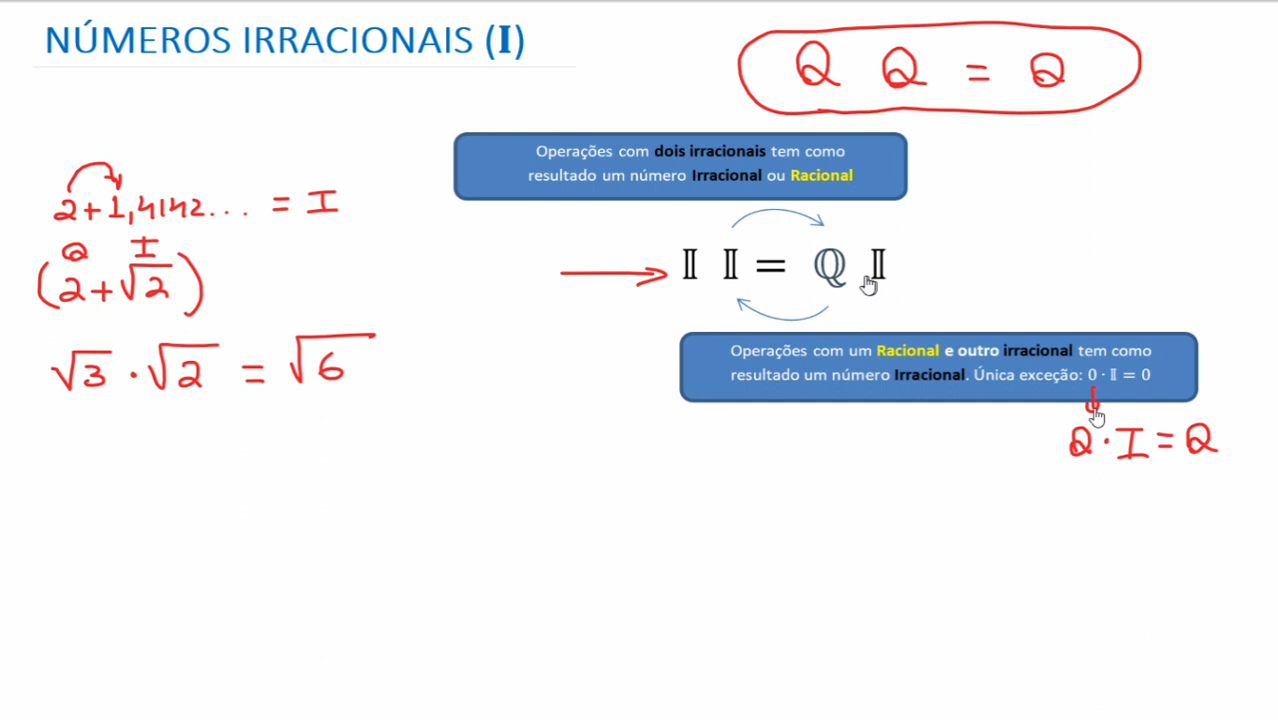 NÚMEROS IRRACIONAIS (I)
Q Q = Q
Operações com dois irracionais tem como
resultado um número Irracional ou Racional
2+1,4142... = I
Q I
(2+√2)
𝕀 𝕀 = ℚ 𝕀
√3 · √2 = √6
Operações com um Racional e outro irracional tem como
resultado um número Irracional. Única exceção: 0 · 𝕀 = 0
Q · I = Q